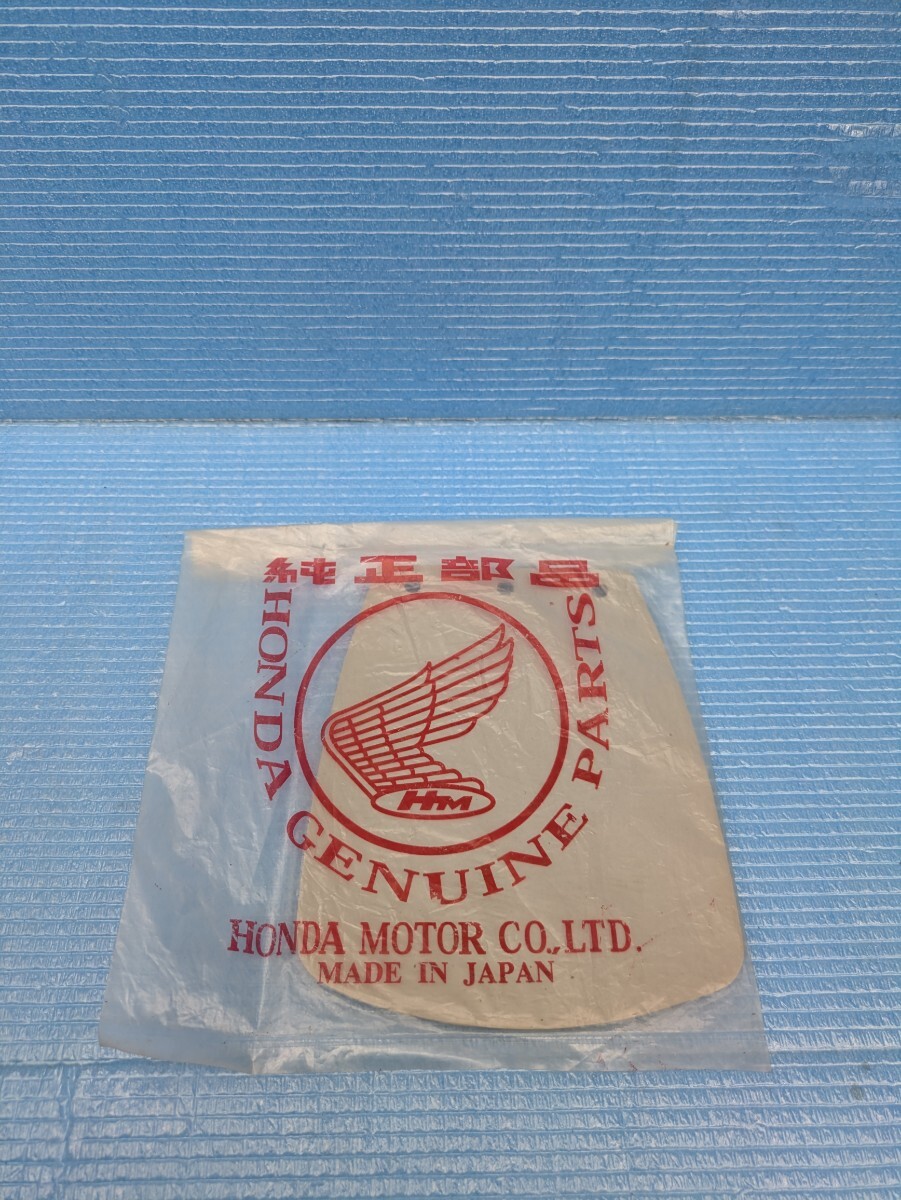 純正部品
HONDA GENUINE PARTS
HM
HONDA MOTOR CO.,LTD.
MADE IN JAPAN